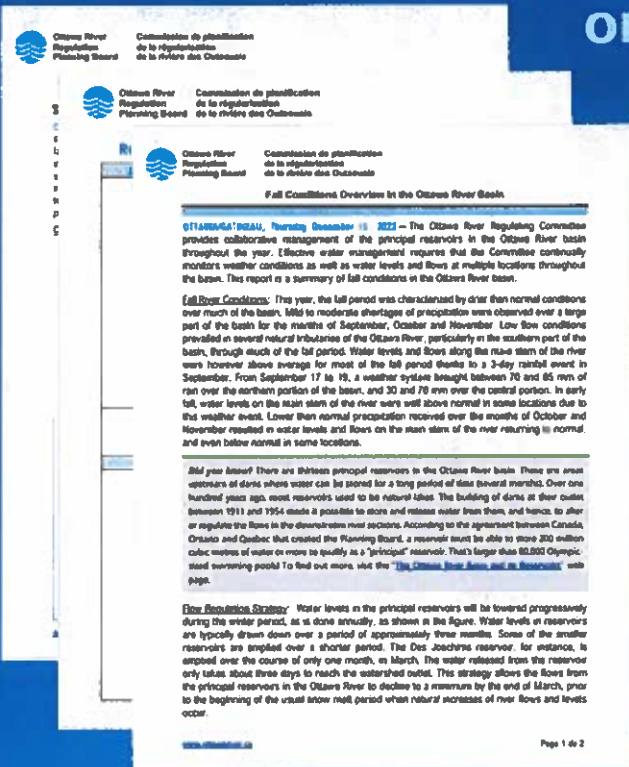 Ottawa River Commission de planification
Regulation de la régularisation
Planning Board de la rivière des Outaouais
Ottawa River Commission de planification
Regulation de la régularisation
Planning Board de la rivière des Outaouais
Ottawa River Commission de planification
Regulation de la régularisation
Planning Board de la rivière des Outaouais
Fall Conditions Overview in the Ottawa River Basin
OTTAWA/GATINEAU, Thursday December 15, 2022 – The Ottawa River Regulating Committee
provides collaborative management of the principal reservoirs in the Ottawa River basin
throughout the year. Effective water management requires that the Committee continually
monitors weather conditions as well as water levels and flows at multiple locations throughout
the basin. This report is a summary of fall conditions in the Ottawa River basin.
Fall River Conditions: This year, the fall period was characterized by drier than normal conditions
over much of the basin. Mild to moderate shortages of precipitation were observed over a large
part of the basin for the months of September, October and November. Low flow conditions
prevailed in several natural tributaries of the Ottawa River, particularly in the southern part of the
basin, through much of the fall period. Water levels and flows along the main stem of the river
were however above average for most of the fall period thanks to a 3-day rainfall event in
September. From September 17 to 19, a weather system brought between 70 and 85 mm of
rain over the northern portion of the basin, and 30 and 70 mm over the central portion. In early
fall, water levels on the main stem of the river were well above normal in some locations due to
this weather event. Lower than normal precipitation received over the months of October and
November resulted in water levels and flows on the main stem of the river returning to normal,
and even below normal in some locations.
Did you know? There are thirteen principal reservoirs in the Ottawa River basin. These are areas
upstream of dams where water can be stored for a long period of time (several months). Over one
hundred years ago, most reservoirs used to be natural lakes. The building of dams at their outlet
between 1911 and 1954 made it possible to store and release water from them, and hence, to alter
or regulate the flows in the downstream river sections. According to the agreement between Canada,
Ontario and Quebec that created the Planning Board, a reservoir must be able to store 200 million
cubic metres of water or more to qualify as a "principal" reservoir. That's larger than 80,000 Olympic-
sized swimming pools! To find out more, visit the "The Ottawa River Basin and its Reservoirs" web
page.
Flow Regulation Strategy: Water levels in the principal reservoirs will be lowered progressively
during the winter period, as is done annually, as shown in the figure. Water levels in reservoirs
are typically drawn down over a period of approximately three months. Some of the smaller
reservoirs are emptied over a shorter period. The Des Joachims reservoir, for instance, is
emptied over the course of only one month, in March. The water released from the reservoir
only takes about three days to reach the watershed outlet. This strategy allows the flows from
the principal reservoirs in the Ottawa River to decline to a minimum by the end of March, prior
to the beginning of the usual snow melt period when natural increases of river flows and levels
occur.
www.ottawariver.ca Page 1 de 2